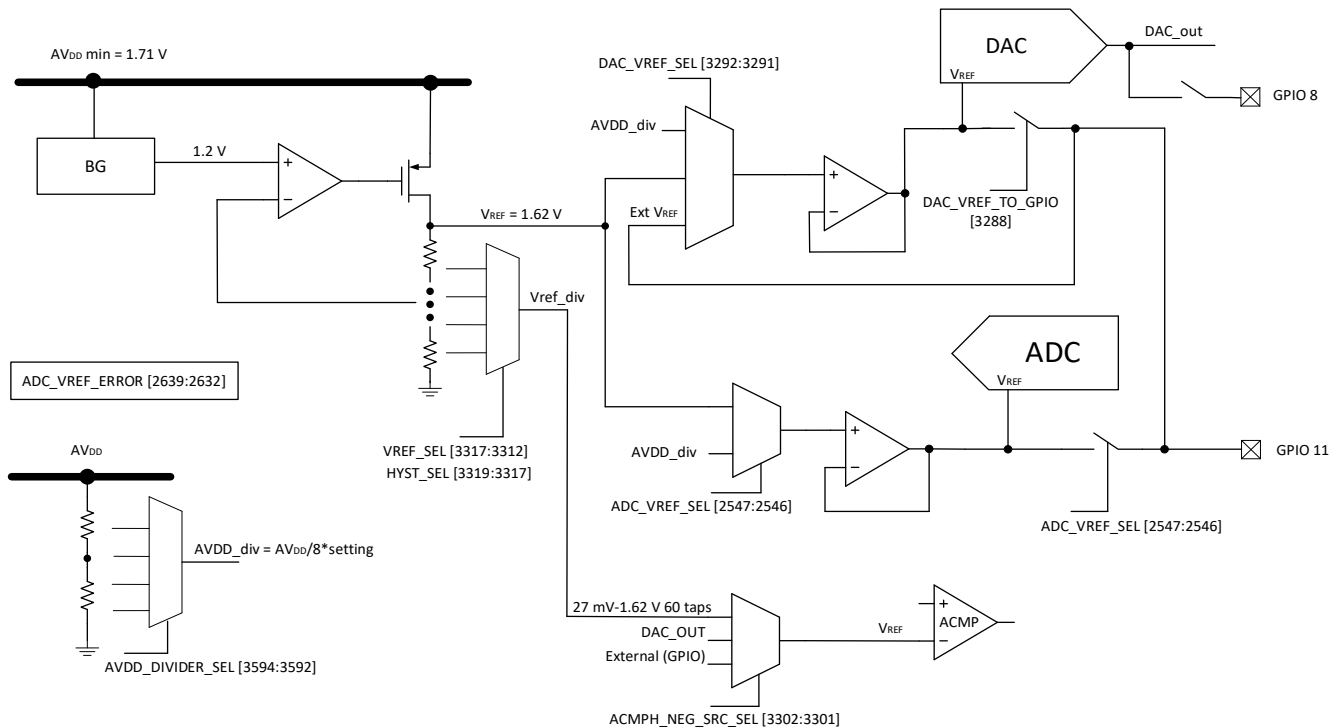 AVDD min = 1.71 V
BG
1.2 V
+
−
VREF = 1.62 V
Vref_div
VREF_SEL [3317:3312]
HYST_SEL [3319:3317]
ADC_VREF_ERROR [2639:2632]
AVDD
AVDD_div = AVDD/8*setting
AVDD_DIVIDER_SEL [3594:3592]
DAC_VREF_SEL [3292:3291]
AVDD_div
Ext VREF
+
−
DAC
VREF
DAC_out
GPIO 8
DAC_VREF_TO_GPIO
[3288]
ADC
VREF
AVDD_div
+
−
ADC_VREF_SEL [2547:2546]
ADC_VREF_SEL [2547:2546]
GPIO 11
27 mV-1.62 V 60 taps
DAC_OUT
External (GPIO)
VREF
+
−
ACMP
ACMPH_NEG_SRC_SEL [3302:3301]